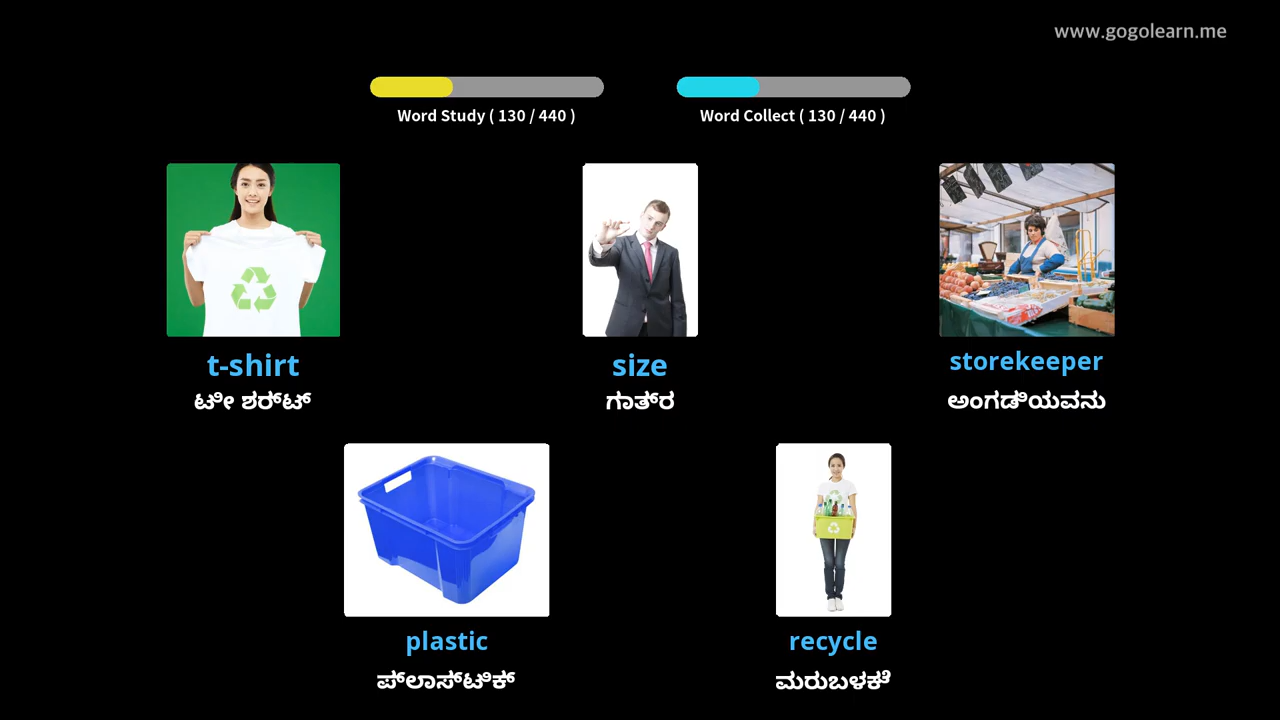 www.gogolearn.me
Word Study ( 130 / 440 )
Word Collect ( 130 / 440 )
t-shirt
ಟೀ ಶರ್ಟ್
size
ಗಾತ್ರ
storekeeper
ಅಂಗಡಿಯವನು
plastic
ಪ್ಲಾಸ್ಟಿಕ್
recycle
ಮರುಬಳಕೆ